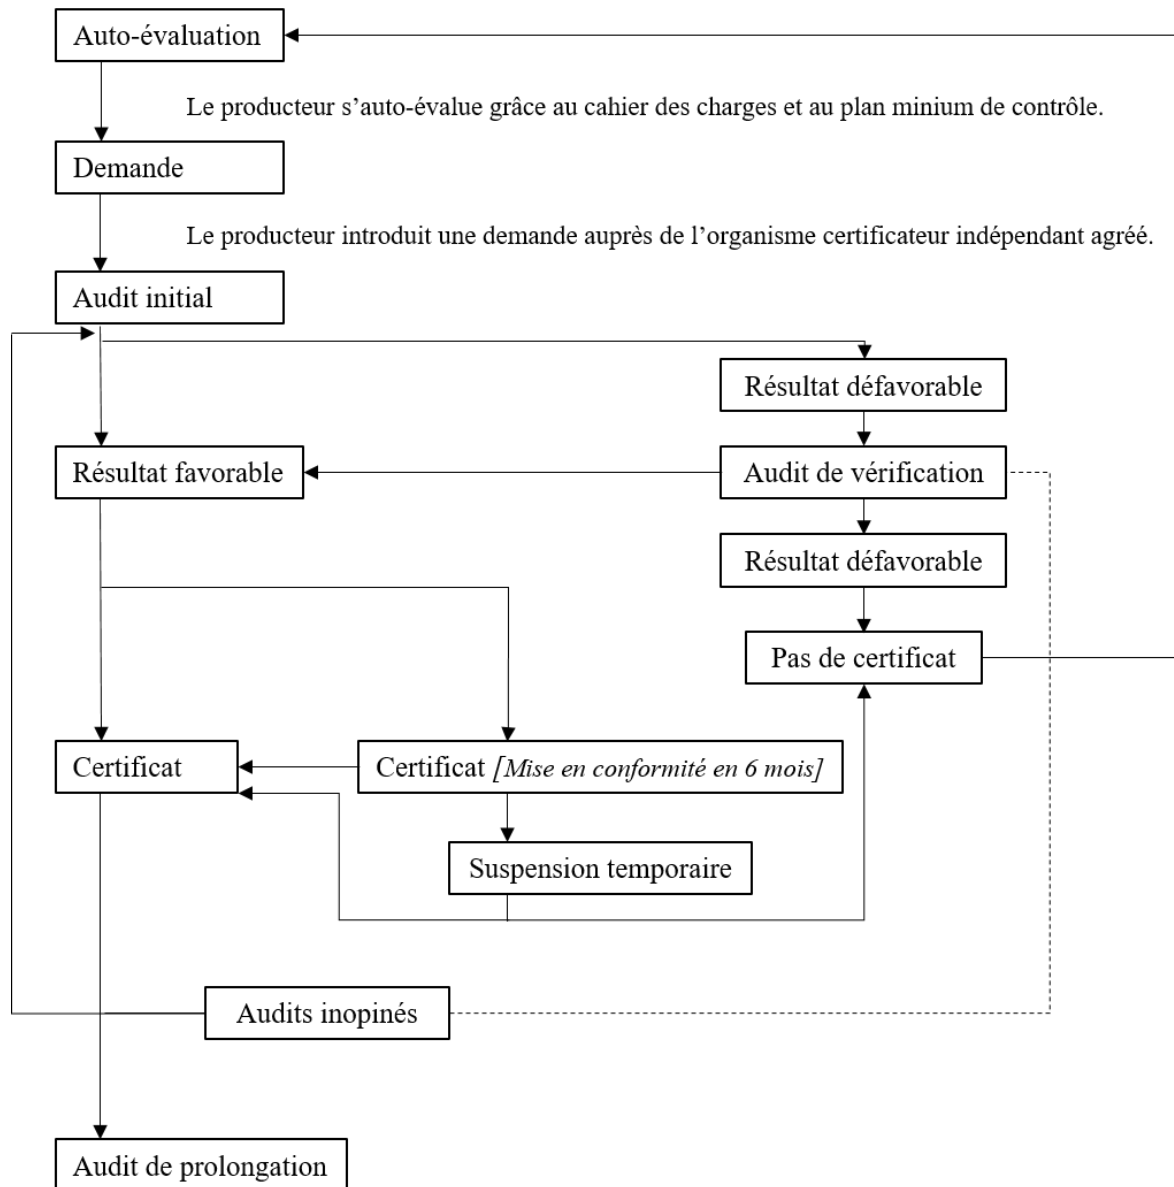 Auto-évaluation
Le producteur s’auto-évalue grâce au cahier des charges et au plan minium de contrôle.
Demande
Le producteur introduit une demande auprès de l’organisme certificateur indépendant agréé.
Audit initial
Résultat défavorable
Résultat favorable
Audit de vérification
Résultat défavorable
Pas de certificat
Certificat
Certificat [Mise en conformité en 6 mois]
Suspension temporaire
Audits inopinés
Audit de prolongation